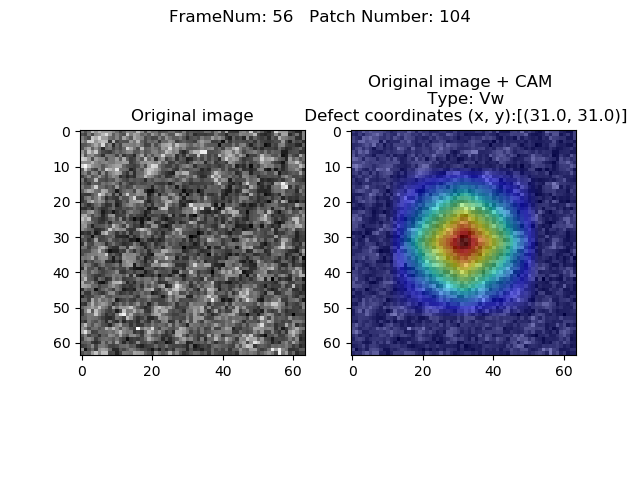 FrameNum: 56   Patch Number: 104
Original image
Original image + CAM
Type: Vw
Defect coordinates (x, y):[(31.0, 31.0)]
0
10
20
30
40
50
60
0 20 40 60
0
10
20
30
40
50
60
0 20 40 60